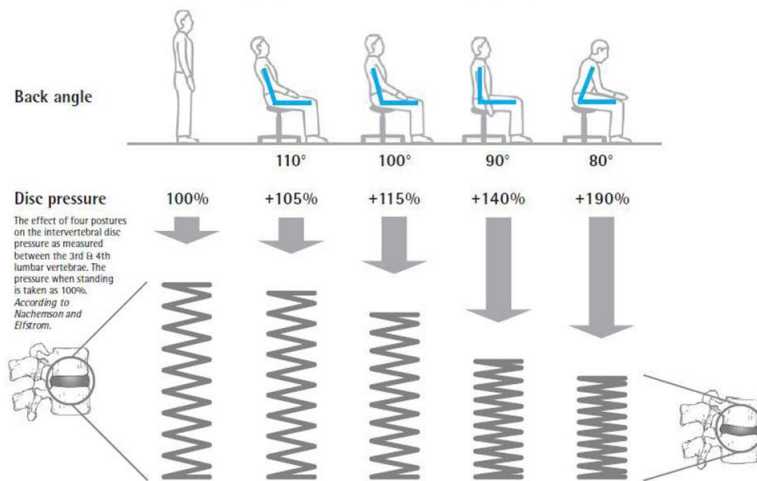 Back angle
110° 100° 90° 80°
Disc pressure 100% +105% +115% +140% +190%
The effect of four postures
on the intervertebral disc
pressure as measured
between the 3rd & 4th
lumbar vertebrae. The
pressure when standing
is taken as 100%.
According to
Nachemson and
Elfstrom.